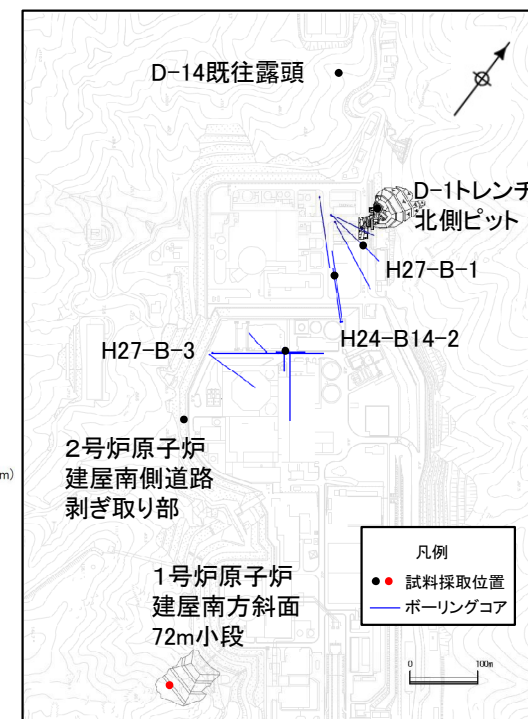 D-14既往露頭
D-1トレンチ
北側ピット
H27-B-1
H24-B14-2
H27-B-3
2号炉原子炉
建屋南側道路
剥ぎ取り部
m)
1号炉原子炉
建屋南方斜面
72m小段
凡例
試料採取位置
ボーリングコア
0 100m